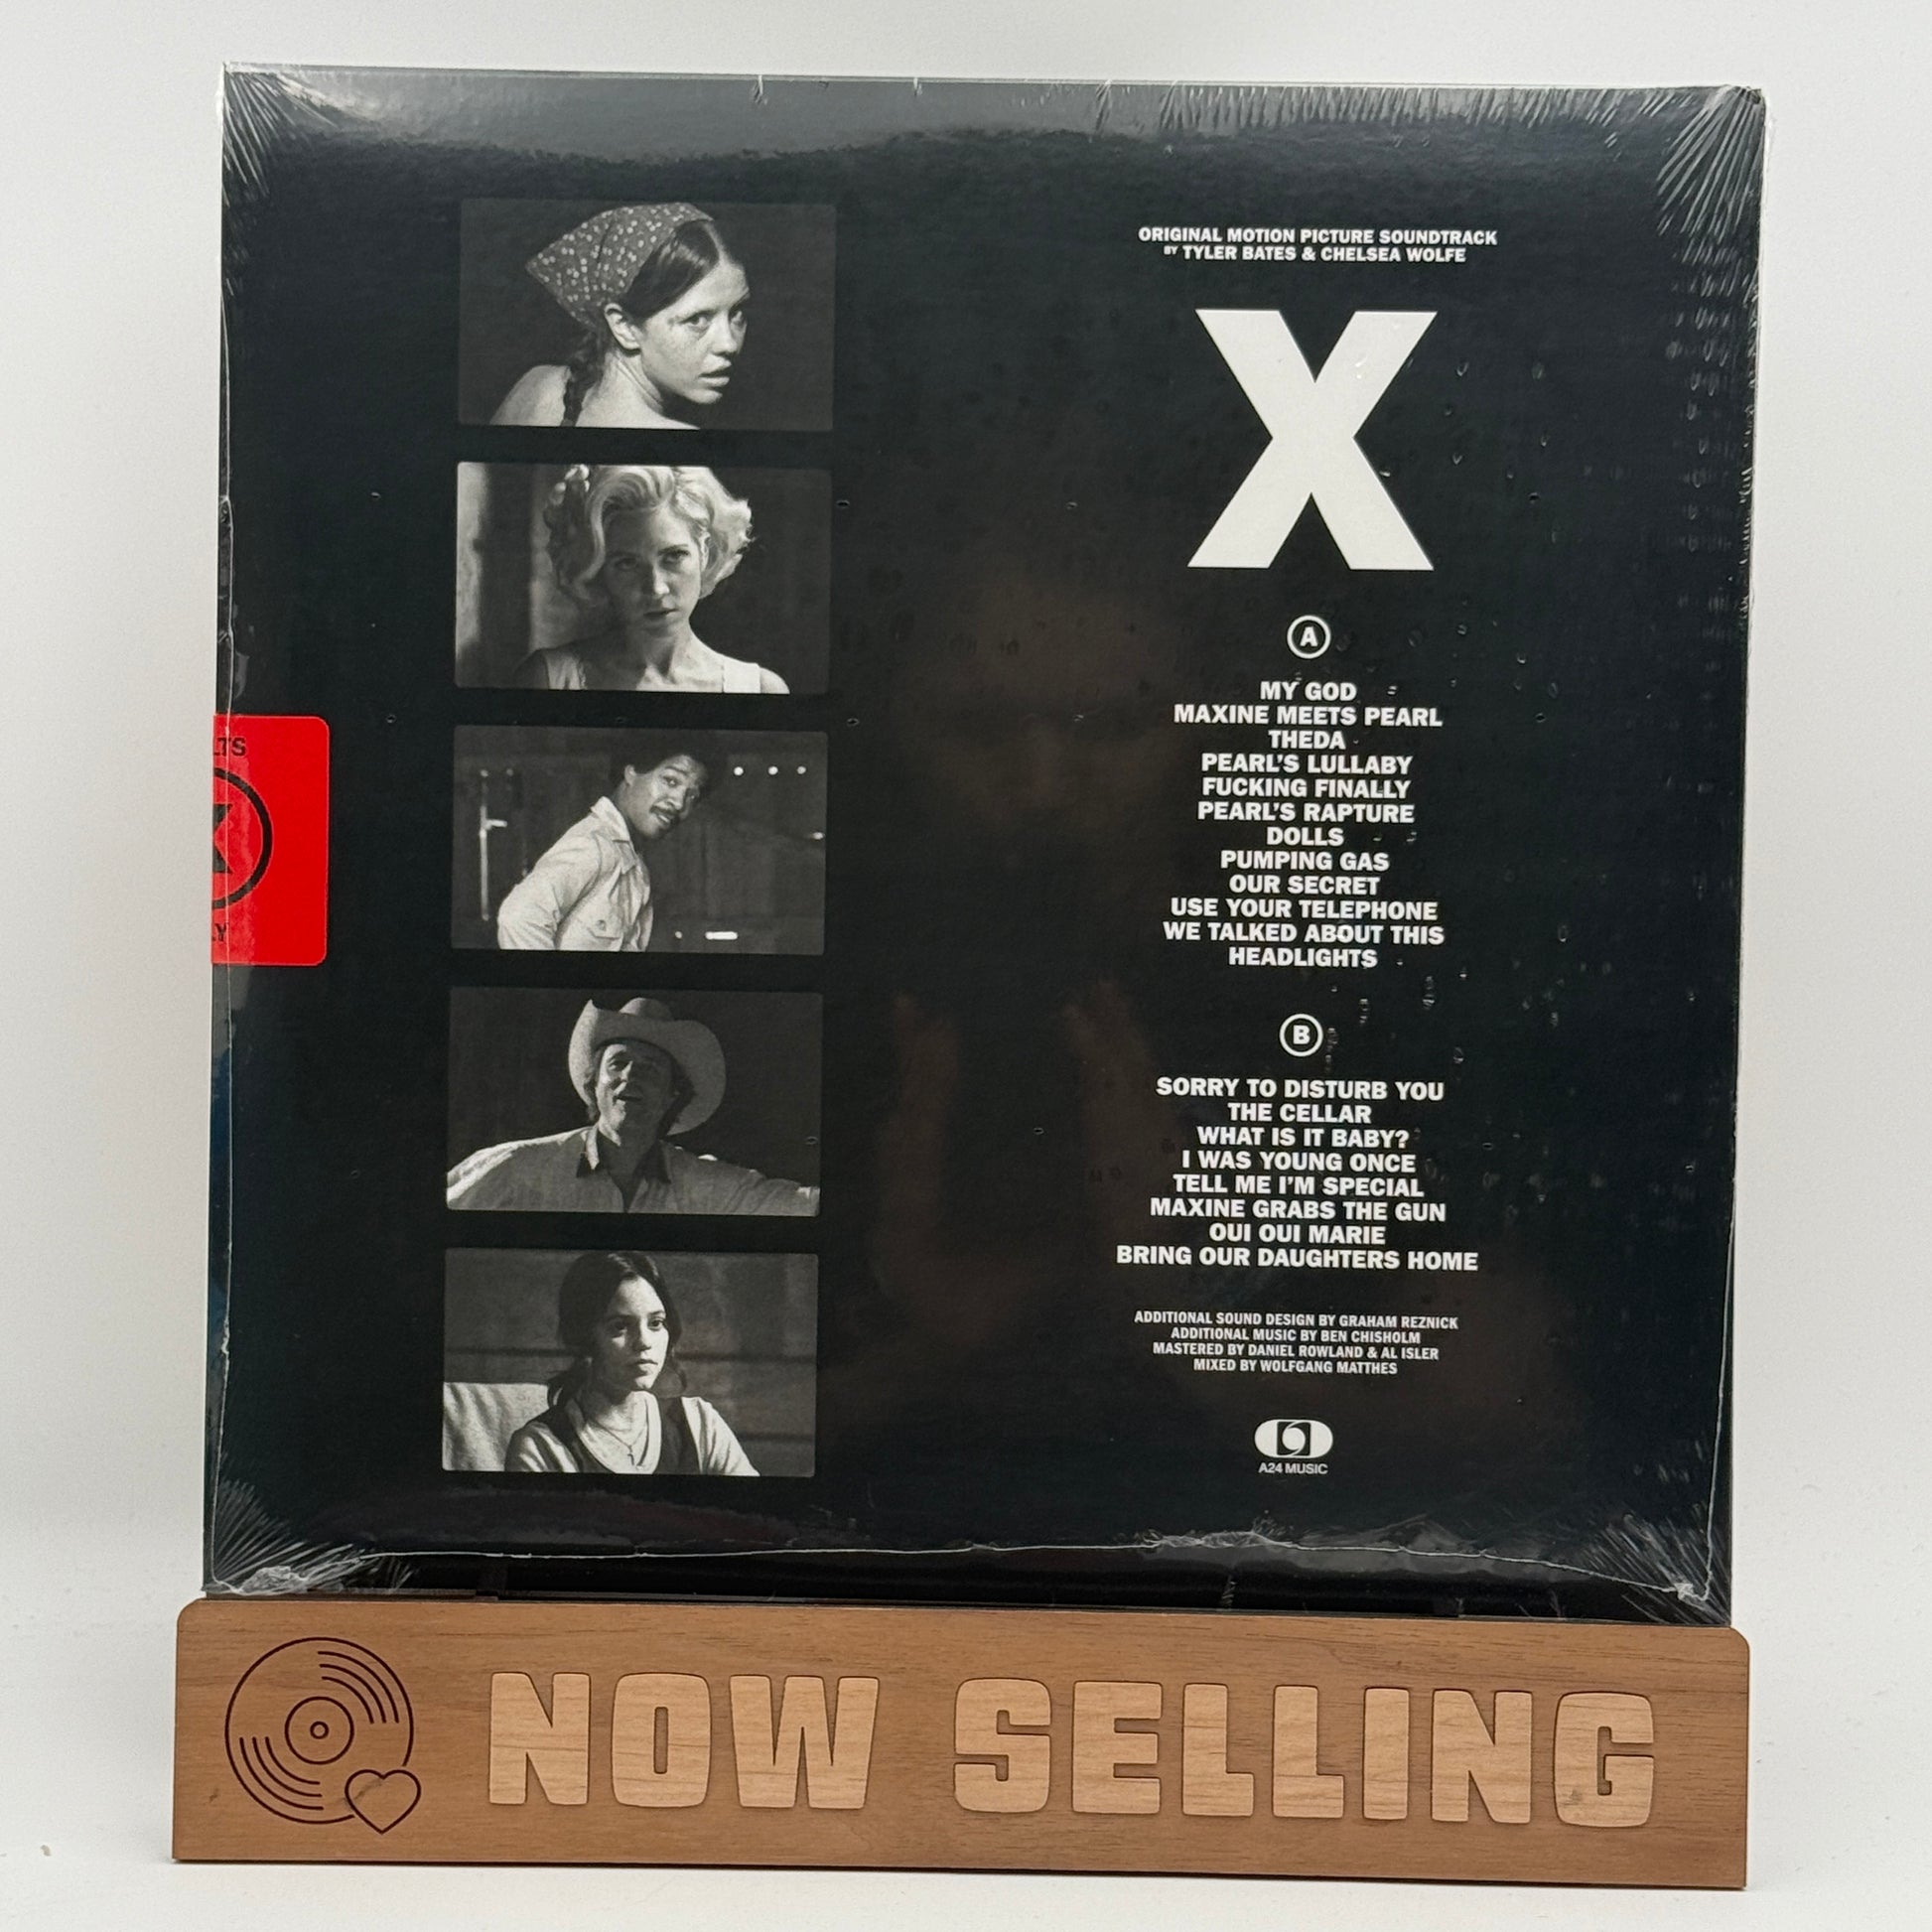 ORIGINAL MOTION PICTURE SOUNDTRACK
BY TYLER BATES & CHELSEA WOLFE
X
A
MY GOD
MAXINE MEETS PEARL
THEDA
PEARL'S LULLABY
FUCKING FINALLY
PEARL'S RAPTURE
DOLLS
PUMPING GAS
OUR SECRET
USE YOUR TELEPHONE
WE TALKED ABOUT THIS
HEADLIGHTS
B
SORRY TO DISTURB YOU
THE CELLAR
WHAT IS IT BABY?
I WAS YOUNG ONCE
TELL ME I'M SPECIAL
MAXINE GRABS THE GUN
OUI OUI MARIE
BRING OUR DAUGHTERS HOME
ADDITIONAL SOUND DESIGN BY GRAHAM REZNICK
ADDITIONAL MUSIC BY BEN CHISHOLM
MASTERED BY DANIEL ROWLAND & AL ISLER
MIXED BY WOLFGANG MATTHES
A24 MUSIC
NOW SELLING